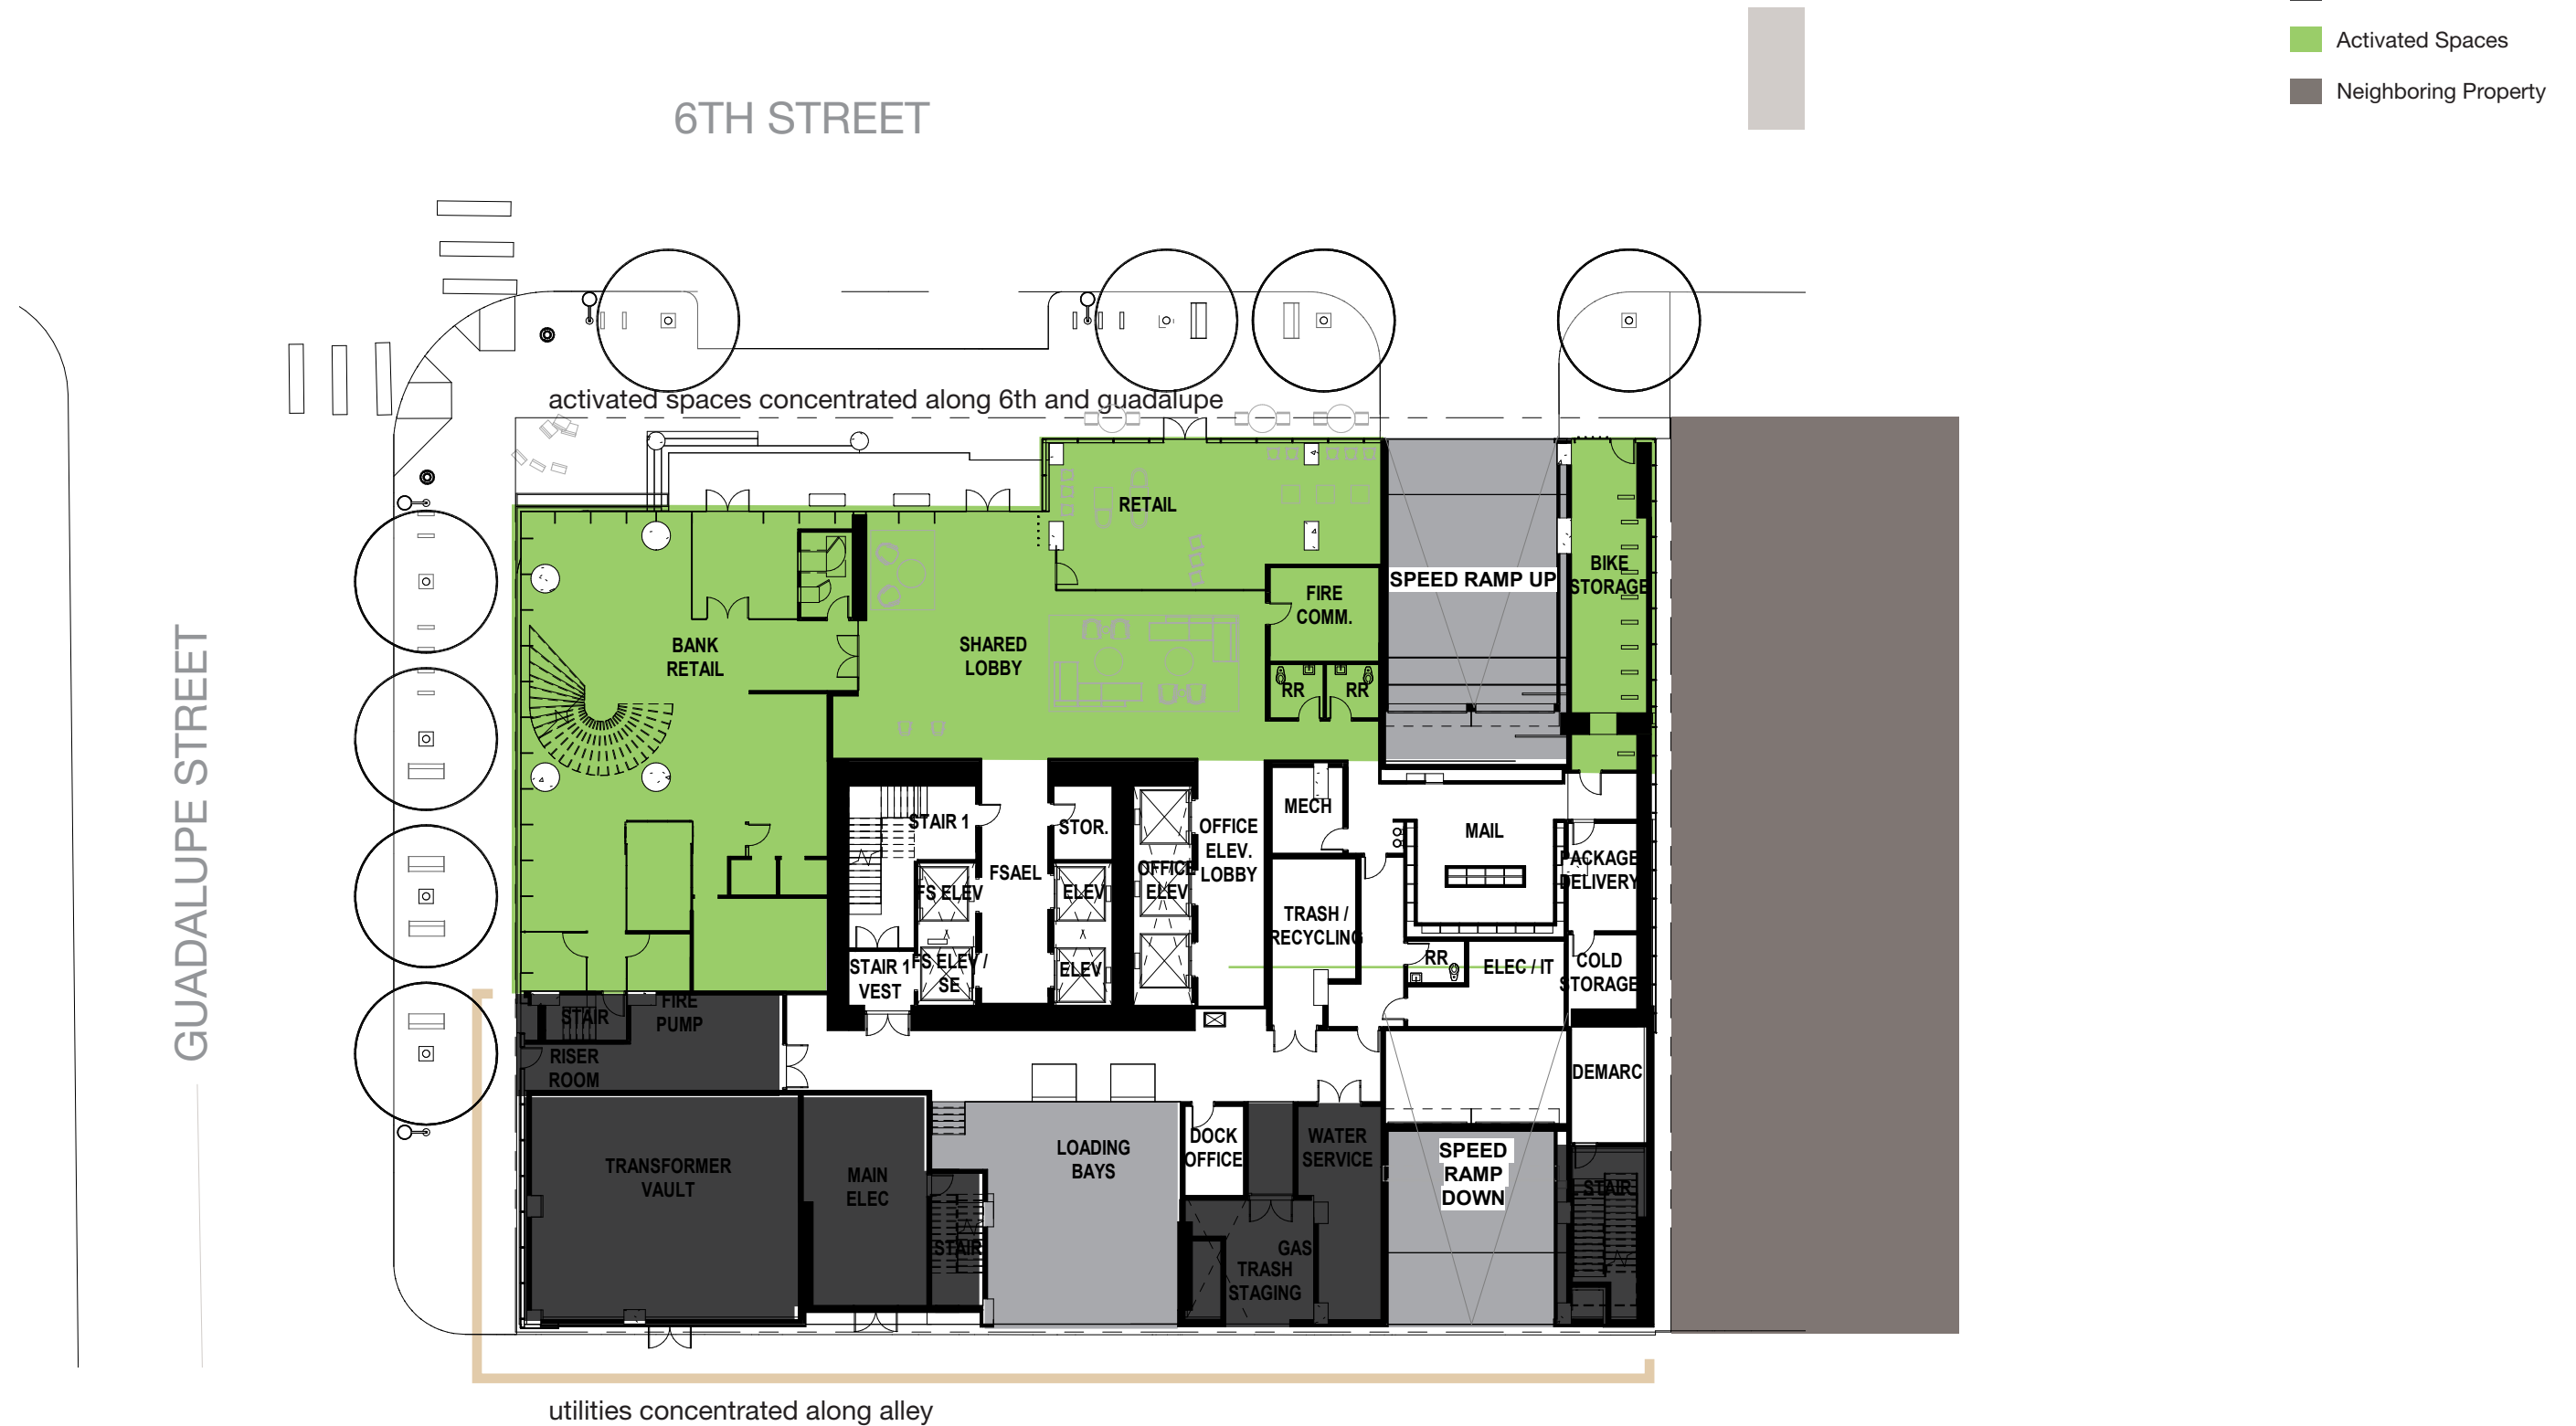 Activated Spaces
Neighboring Property
6TH STREET
GUADALUPE STREET
activated spaces concentrated along 6th and guadalupe
RETAIL
SPEED RAMP UP
BIKE
STORAGE
FIRE
COMM.
BANK
RETAIL
SHARED
LOBBY
RR
RR
STAIR 1
STOR.
MECH
MAIL
OFFICE
ELEV.
LOBBY
FSAEL
FS ELEV
ELEV
OFFICE
ELEV
PACKAGE
DELIVERY
TRASH /
RECYCLING
STAIR 1
VEST
FS ELEV /
SE
ELEV
RR
ELEC / IT
COLD
STORAGE
STAIR
FIRE
PUMP
RISER
ROOM
DEMARC
TRANSFORMER
VAULT
MAIN
ELEC
LOADING
BAYS
DOCK
OFFICE
WATER
SERVICE
SPEED
RAMP
DOWN
STAIR
STAIR
GAS
TRASH
STAGING
utilities concentrated along alley